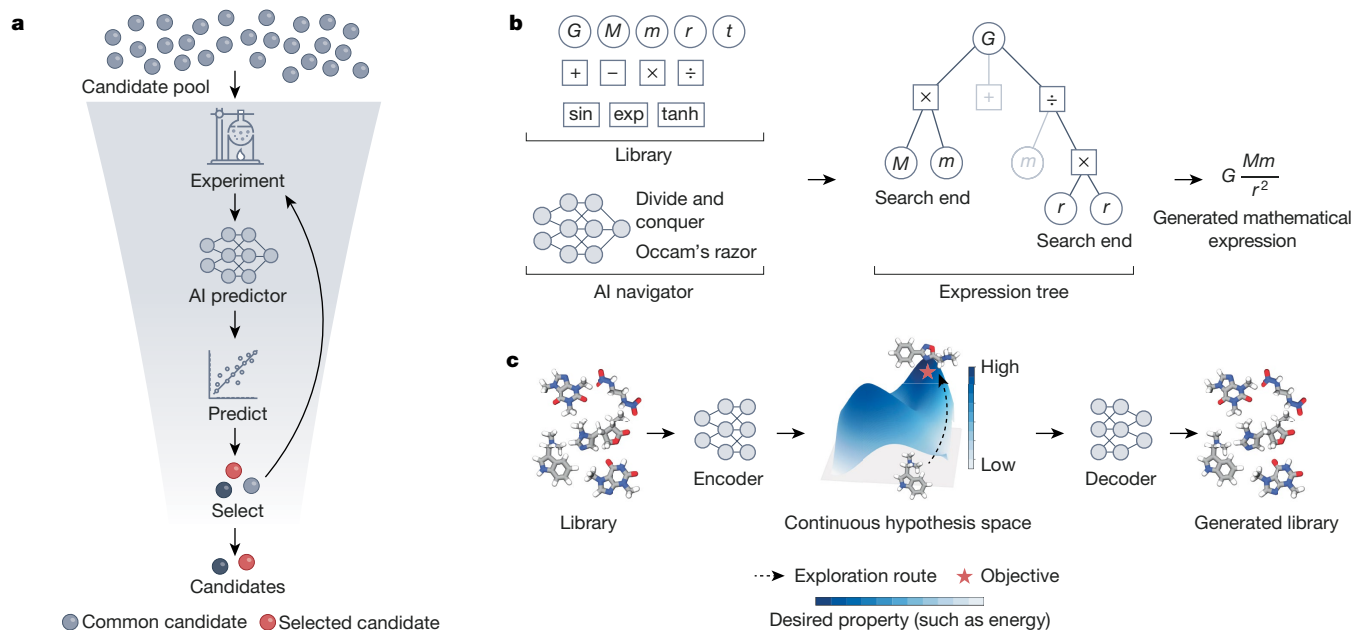 a
Candidate pool
Experiment
AI predictor
Predict
Select
Candidates
Common candidate Selected candidate
b
G M m r t
+ − × ÷
sin exp tanh
Library
Divide and
conquer
Occam's razor
AI navigator
G
× + ÷
M m m ×
Search end
r r
Search end
Expression tree
G Mm
r²
Generated mathematical
expression
c
High
Low
Library
Encoder
Continuous hypothesis space
Decoder
Generated library
Exploration route Objective
Desired property (such as energy)